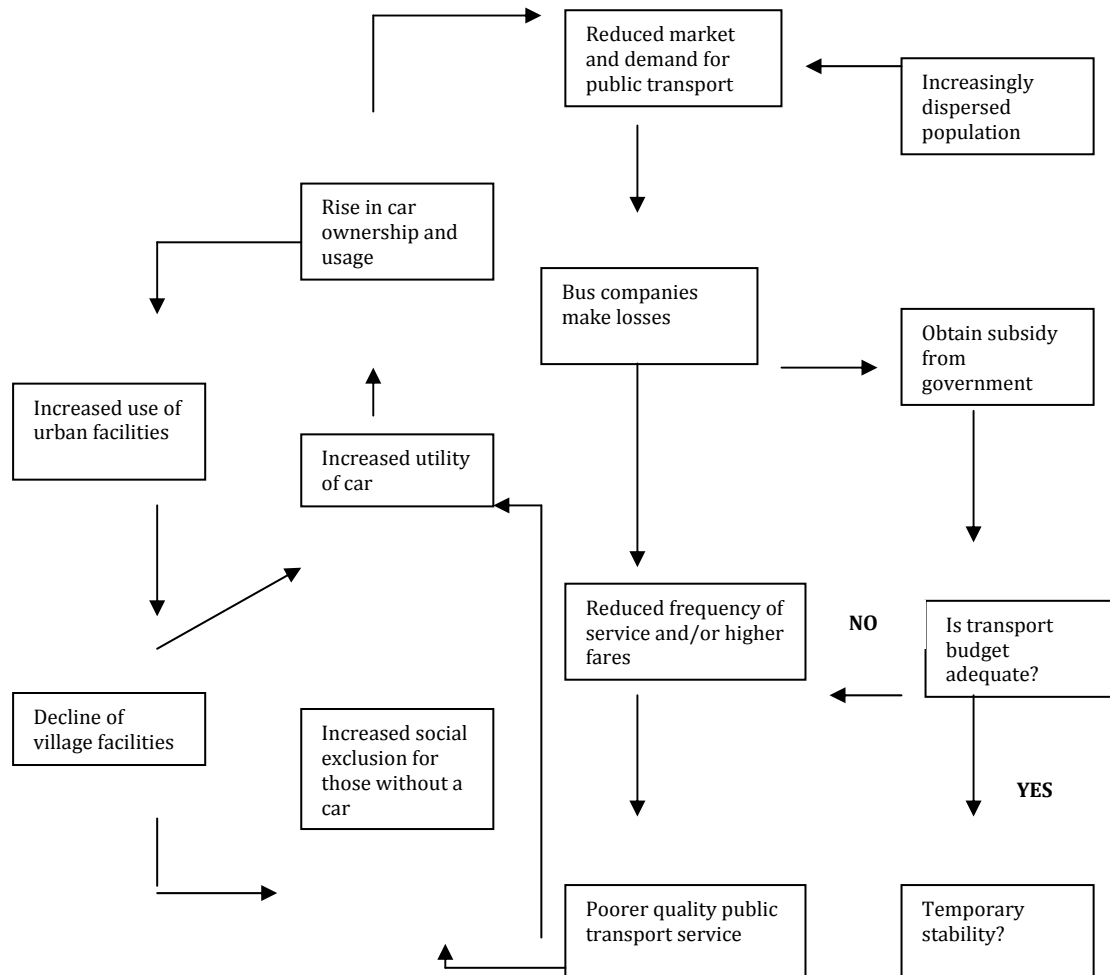 Reduced market
and demand for
public transport
Increasingly
dispersed
population
Rise in car
ownership and
usage
Bus companies
make losses
Obtain subsidy
from
government
Increased use of
urban facilities
Increased utility
of car
Reduced frequency of
service and/or higher
fares
NO
Is transport
budget
adequate?
Decline of
village facilities
Increased social
exclusion for
those without a
car
YES
Poorer quality public
transport service
Temporary
stability?